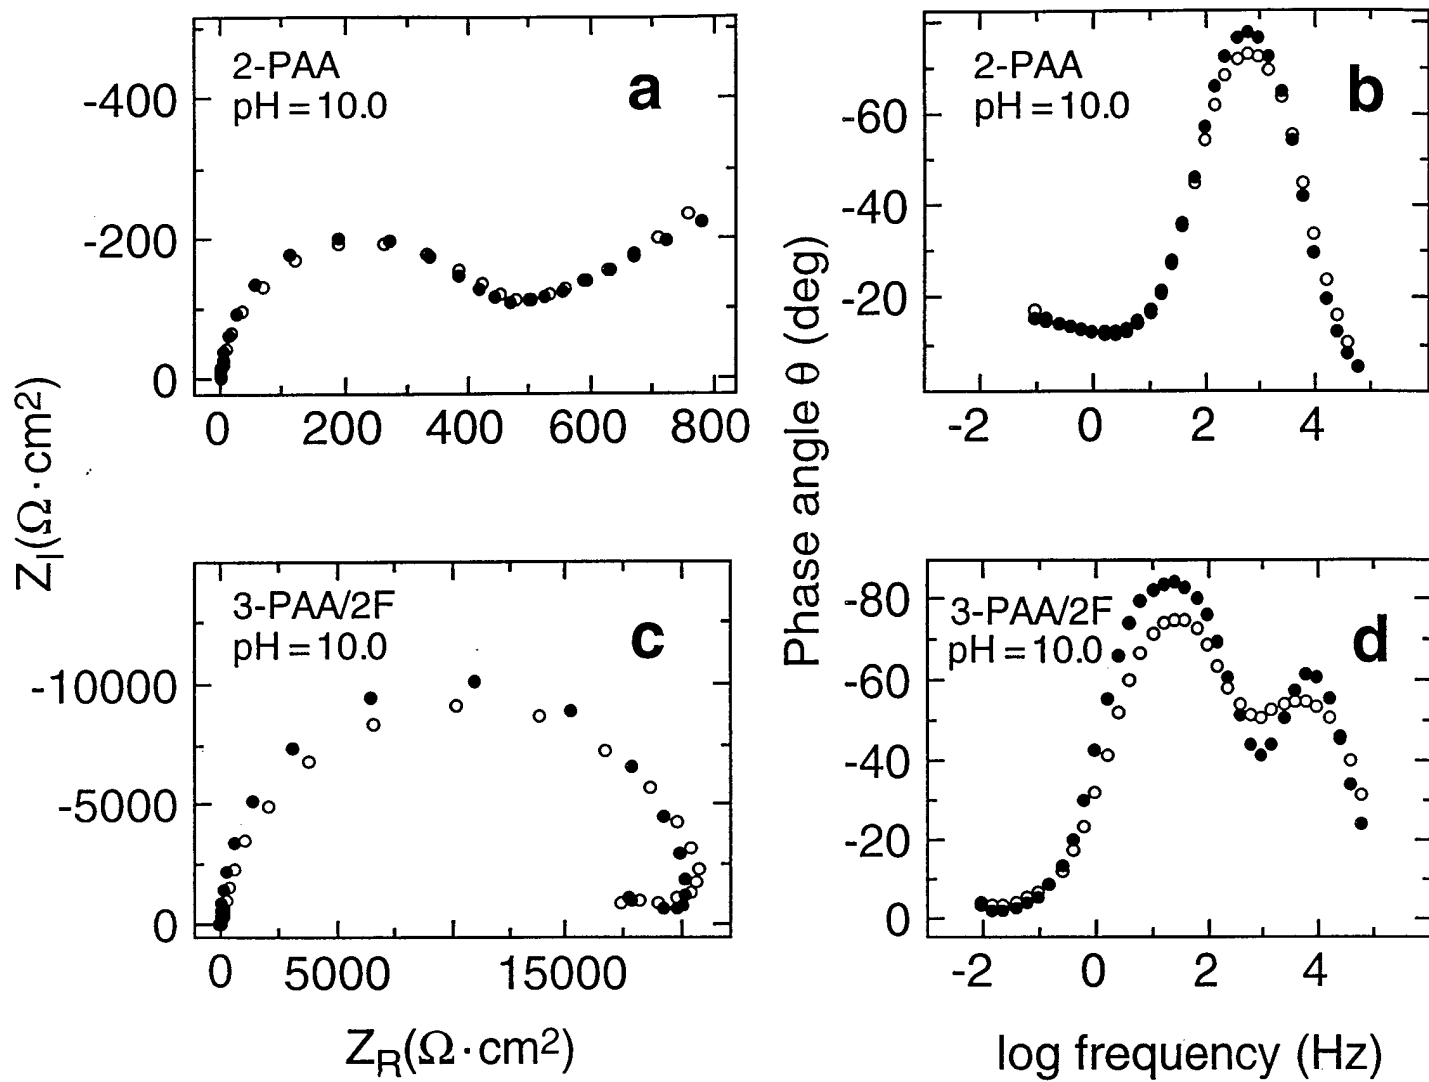 2-PAA
pH = 10.0
a
-400
-200
0
0 200 400 600 800
2-PAA
pH = 10.0
b
-60
-40
-20
-2 0 2 4
Z_I(Ω·cm²)
Phase angle θ (deg)
3-PAA/2F
pH = 10.0
c
-10000
-5000
0
0 5000 15000
Z_R(Ω·cm²)
3-PAA/2F
pH = 10.0
d
-80
-60
-40
-20
0
-2 0 2 4
log frequency (Hz)